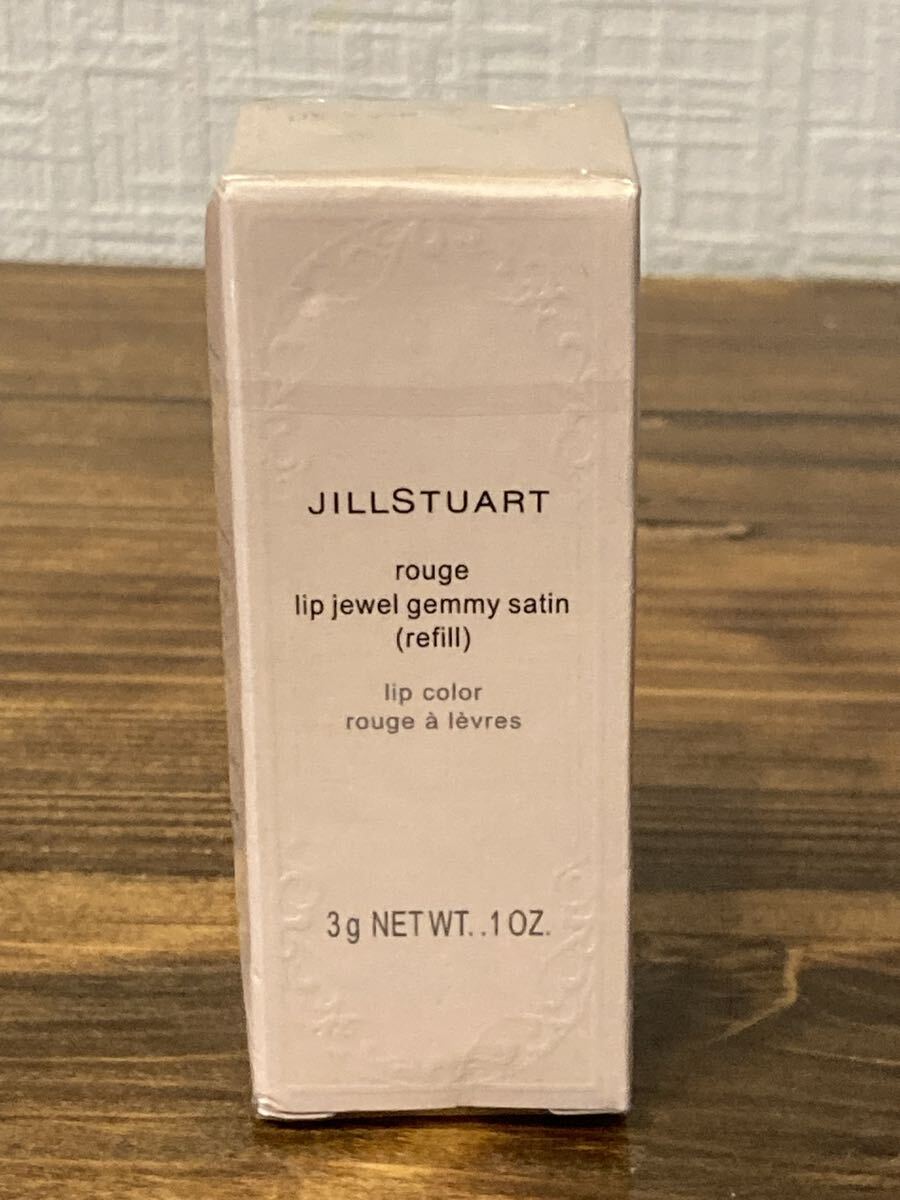 JILLSTUART
rouge
lip jewel gemmy satin
(refill)
lip color
rouge à lèvres
3g NET WT. .1 OZ.